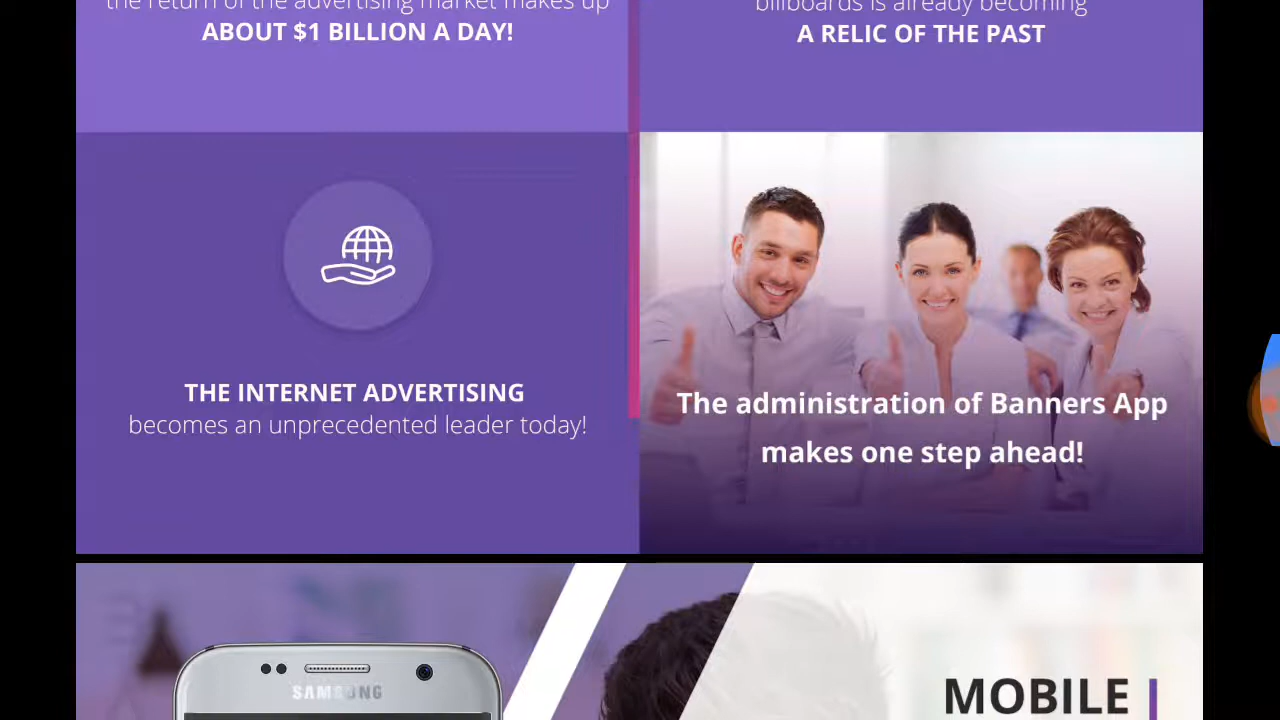 the return of the advertising market makes up
ABOUT $1 BILLION A DAY!
billboards is already becoming
A RELIC OF THE PAST
THE INTERNET ADVERTISING
becomes an unprecedented leader today!
The administration of Banners App
makes one step ahead!
SAMSUNG
MOBILE